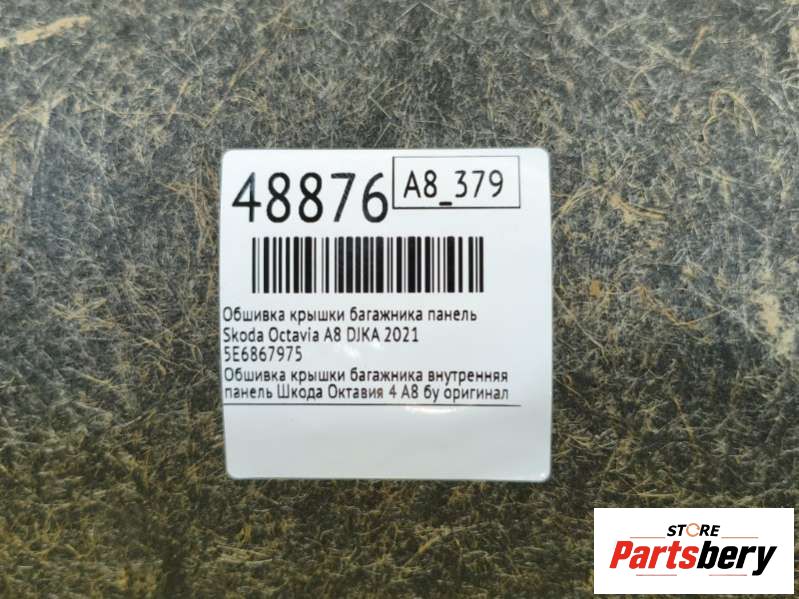 48876
A8_379
Обшивка крышки багажника панель
Skoda Octavia A8 DJKA 2021
5E6867975
Обшивка крышки багажника внутренняя
панель Шкода Октавия 4 А8 бу оригинал
STORE
Partsbery